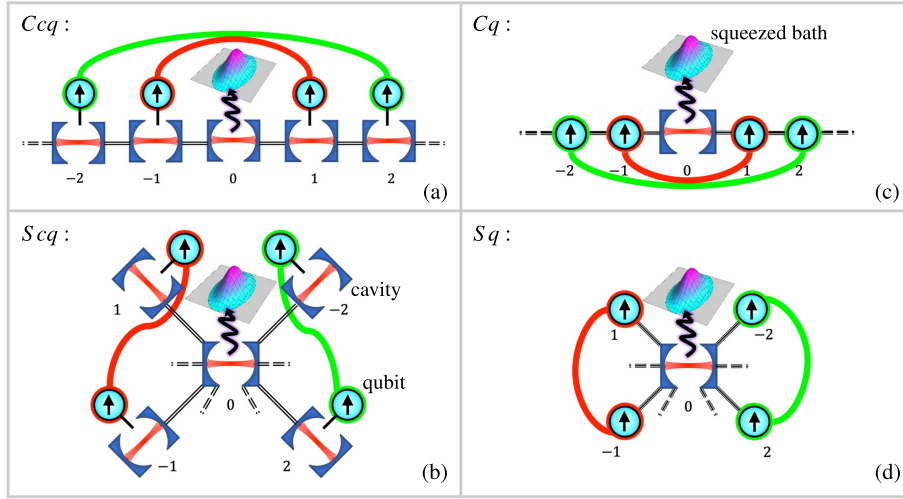 Ccq :
−2
−1
0
1
2
(a)
Cq :
squeezed bath
−2
−1
0
1
2
(c)
Scq :
1
cavity
−2
qubit
0
−1
2
(b)
Sq :
1
−2
0
−1
2
(d)